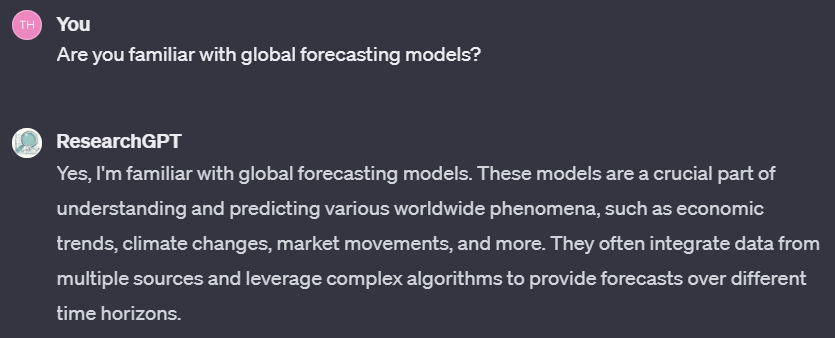 TH
You
Are you familiar with global forecasting models?
ResearchGPT
Yes, I'm familiar with global forecasting models. These models are a crucial part of
understanding and predicting various worldwide phenomena, such as economic
trends, climate changes, market movements, and more. They often integrate data from
multiple sources and leverage complex algorithms to provide forecasts over different
time horizons.